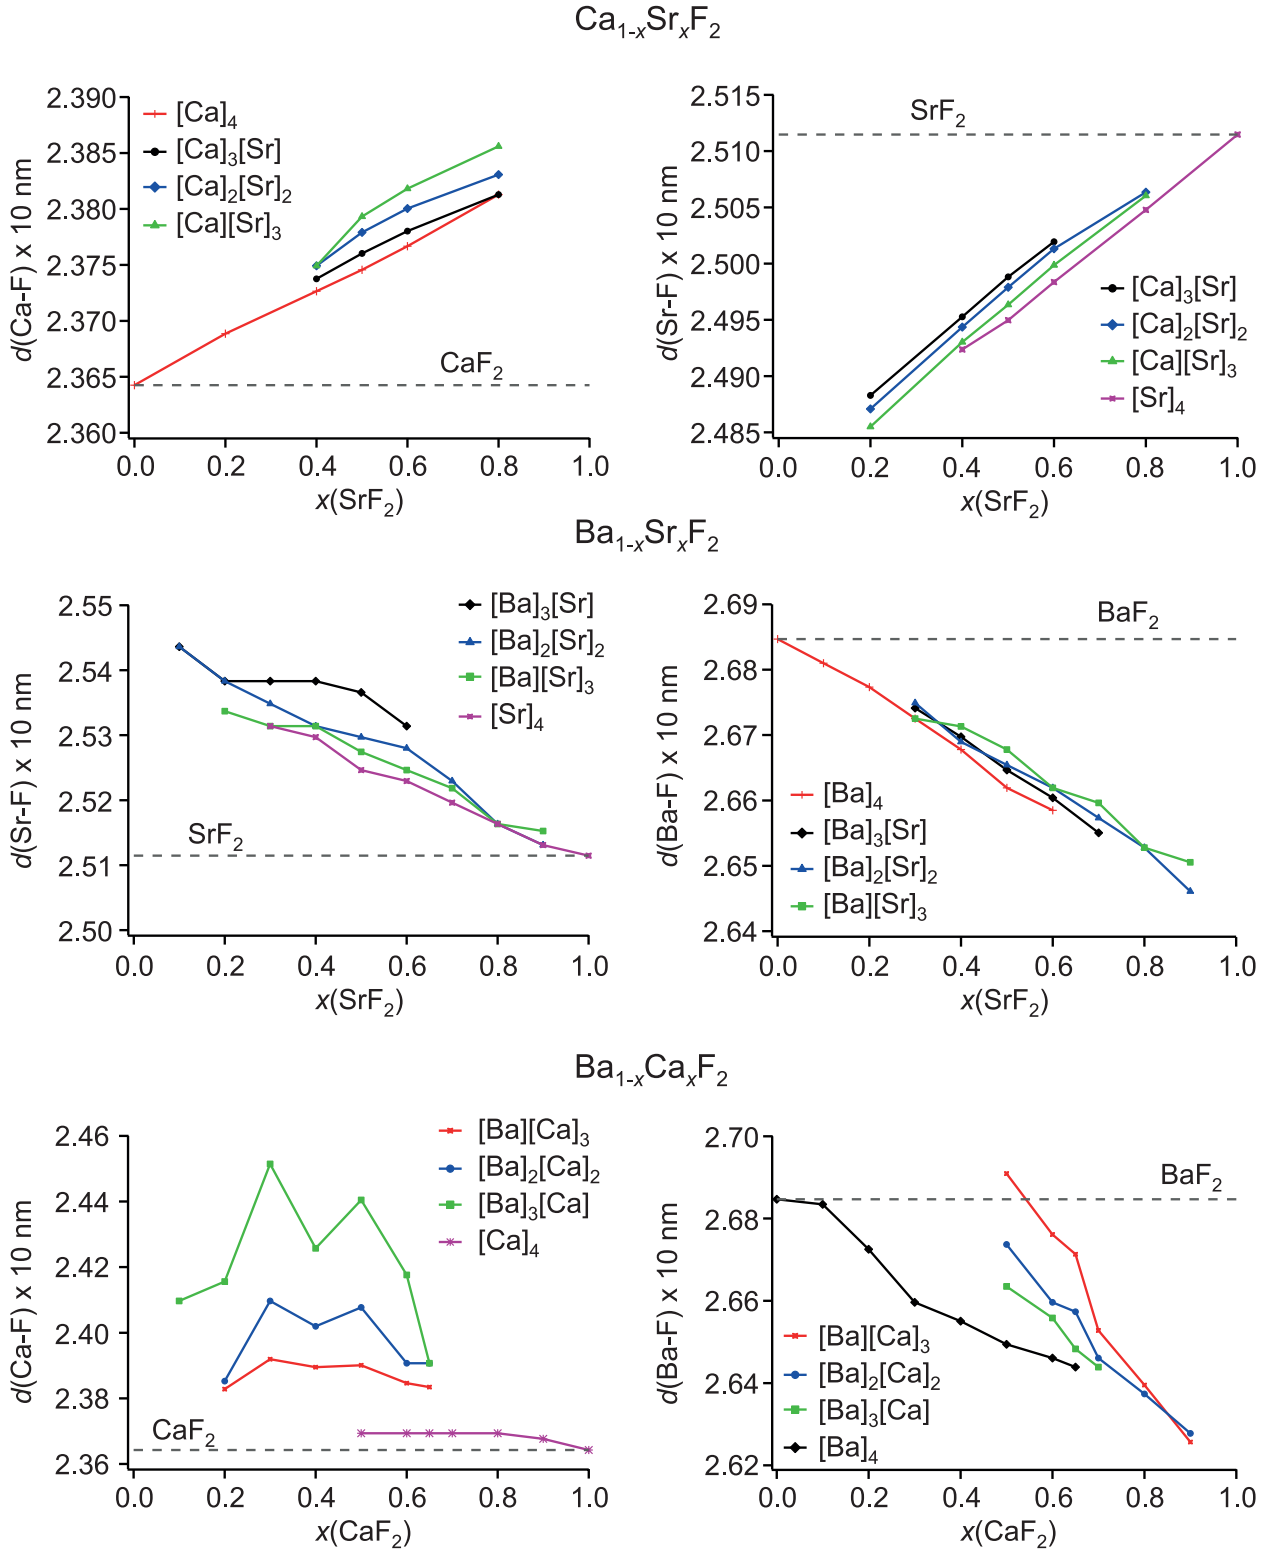 Ca₁₋ₓSrₓF₂
d(Ca-F) x 10 nm
2.390
2.385
2.380
2.375
2.370
2.365
2.360
[Ca]₄
[Ca]₃[Sr]
[Ca]₂[Sr]₂
[Ca][Sr]₃
CaF₂
0.0 0.2 0.4 0.6 0.8 1.0
x(SrF₂)
d(Sr-F) x 10 nm
2.515
2.510
2.505
2.500
2.495
2.490
2.485
SrF₂
[Ca]₃[Sr]
[Ca]₂[Sr]₂
[Ca][Sr]₃
[Sr]₄
0.0 0.2 0.4 0.6 0.8 1.0
x(SrF₂)
Ba₁₋ₓSrₓF₂
d(Sr-F) x 10 nm
2.55
2.54
2.53
2.52
2.51
2.50
[Ba]₃[Sr]
[Ba]₂[Sr]₂
[Ba][Sr]₃
[Sr]₄
SrF₂
0.0 0.2 0.4 0.6 0.8 1.0
x(SrF₂)
d(Ba-F) x 10 nm
2.69
2.68
2.67
2.66
2.65
2.64
BaF₂
[Ba]₄
[Ba]₃[Sr]
[Ba]₂[Sr]₂
[Ba][Sr]₃
0.0 0.2 0.4 0.6 0.8 1.0
x(SrF₂)
Ba₁₋ₓCaₓF₂
d(Ca-F) x 10 nm
2.46
2.44
2.42
2.40
2.38
2.36
[Ba][Ca]₃
[Ba]₂[Ca]₂
[Ba]₃[Ca]
[Ca]₄
CaF₂
0.0 0.2 0.4 0.6 0.8 1.0
x(CaF₂)
d(Ba-F) x 10 nm
2.70
2.68
2.66
2.64
2.62
BaF₂
[Ba][Ca]₃
[Ba]₂[Ca]₂
[Ba]₃[Ca]
[Ba]₄
0.0 0.2 0.4 0.6 0.8 1.0
x(CaF₂)